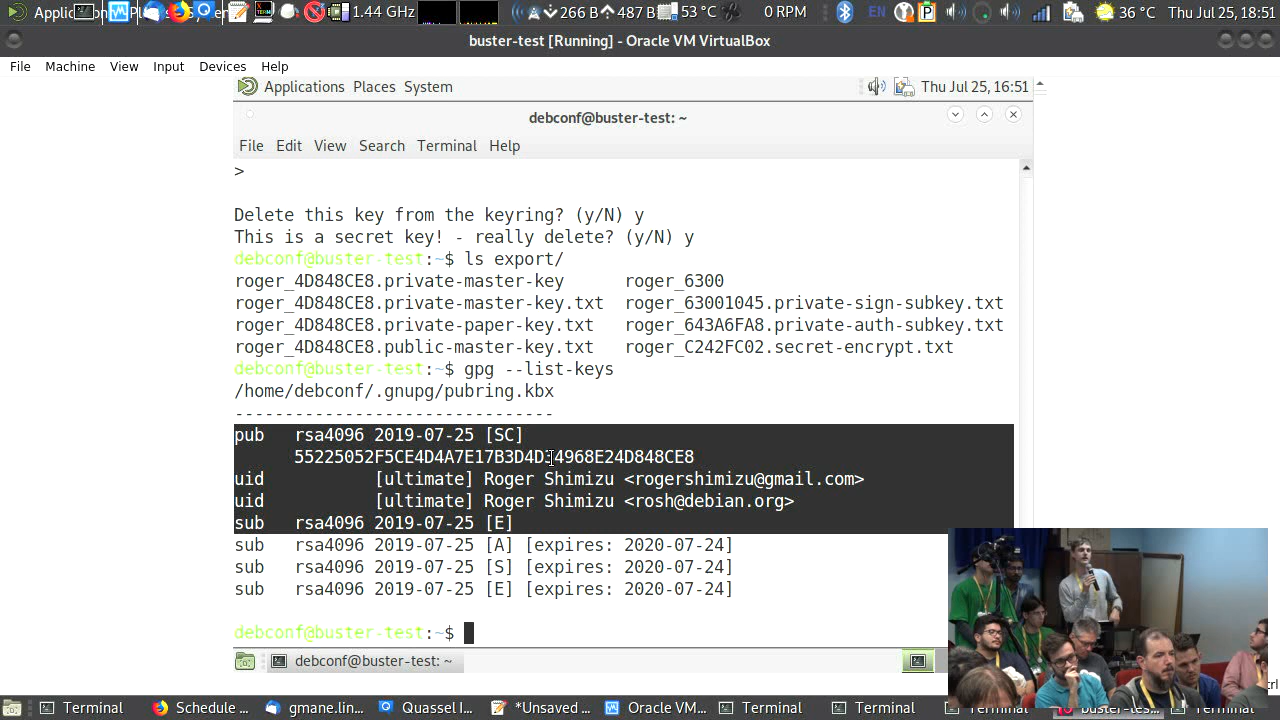 Applications
1.44 GHz
266 B
487 B
53 °C
0 RPM
EN
36 °C
Thu Jul 25, 18:51
buster-test [Running] - Oracle VM VirtualBox
File Machine View Input Devices Help
Applications Places System
Thu Jul 25, 16:51
debconf@buster-test: ~
File Edit View Search Terminal Help
>
Delete this key from the keyring? (y/N) y
This is a secret key! - really delete? (y/N) y
debconf@buster-test:~$ ls export/
roger_4D848CE8.private-master-key roger_6300
roger_4D848CE8.private-master-key.txt roger_63001045.private-sign-subkey.txt
roger_4D848CE8.private-paper-key.txt roger_643A6FA8.private-auth-subkey.txt
roger_4D848CE8.public-master-key.txt roger_C242FC02.secret-encrypt.txt
debconf@buster-test:~$ gpg --list-keys
/home/debconf/.gnupg/pubring.kbx
--------------------------------
pub rsa4096 2019-07-25 [SC]
55225052F5CE4D4A7E17B3D4D34968E24D848CE8
uid [ultimate] Roger Shimizu <rogershimizu@gmail.com>
uid [ultimate] Roger Shimizu <rosh@debian.org>
sub rsa4096 2019-07-25 [E]
sub rsa4096 2019-07-25 [A] [expires: 2020-07-24]
sub rsa4096 2019-07-25 [S] [expires: 2020-07-24]
sub rsa4096 2019-07-25 [E] [expires: 2020-07-24]
debconf@buster-test:~$
debconf@buster-test: ~
Terminal
Schedule ...
gmane.lin...
Quassel I...
*Unsaved ...
Oracle VM...
Terminal
Terminal
Terminal
buster-tes...
Terminal